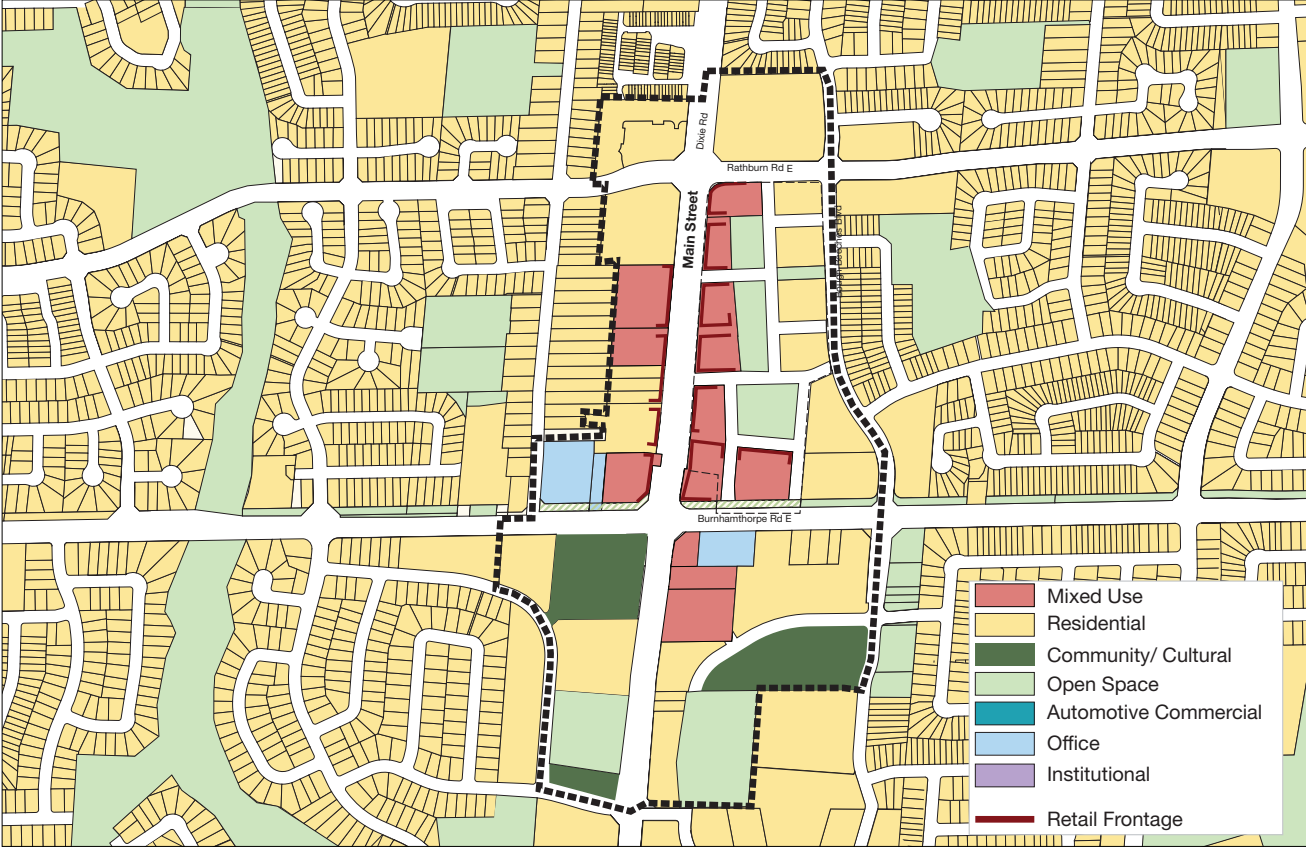 Dixie Rd
Rathburn Rd E
Main Street
Burnhamthorpe Rd E
Mixed Use
Residential
Community/ Cultural
Open Space
Automotive Commercial
Office
Institutional
Retail Frontage